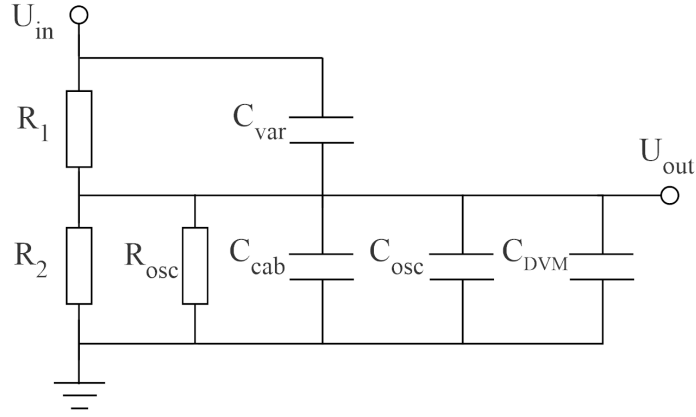 U_in
R_1
C_var
U_out
R_2
R_osc
C_cab
C_osc
C_DVM